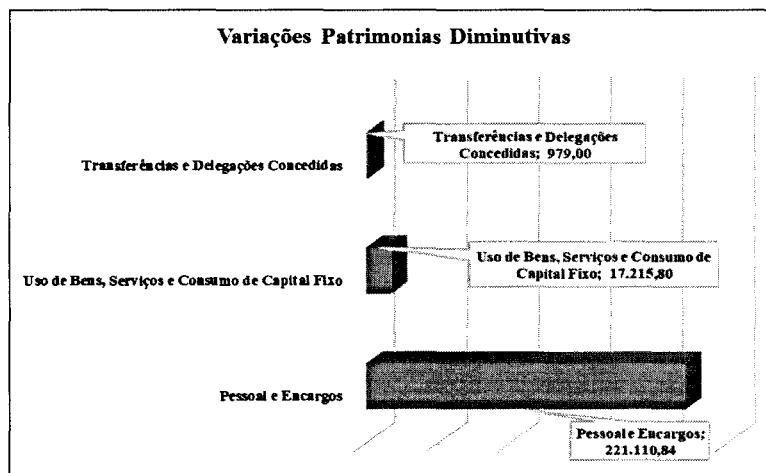 Variações Patrimonias Diminutivas
Transferências e Delegações
Concedidas; 979,00
Transferências e Delegações Concedidas
Uso de Bens, Serviços e Consumo de
Capital Fixo; 17.215,80
Uso de Bens, Serviços e Consumo de Capital Fixo
Pessoal e Encargos
Pessoal e Encargos;
221.110,84